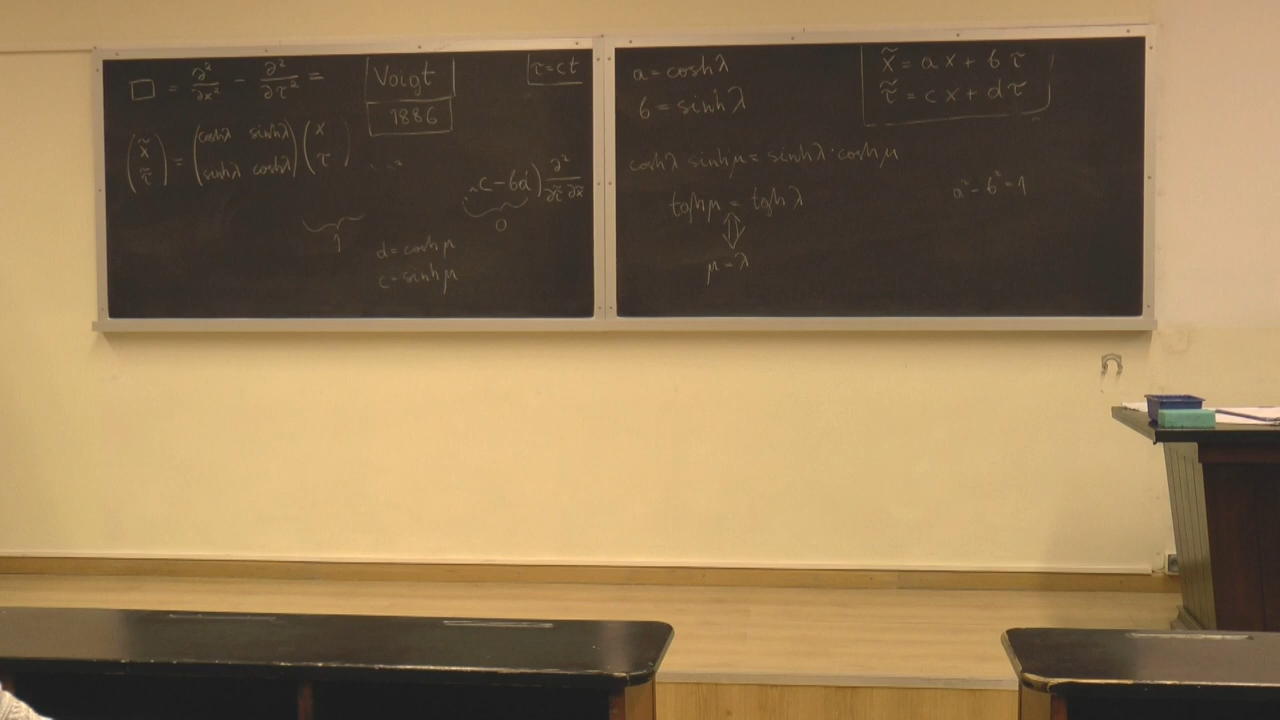 □ = ∂²/∂x² − ∂²/∂τ² =
Voigt
1886
τ = ct
(x̃ τ̃) = (coshλ sinhλ sinhλ coshλ)(x τ)
c − bd) ∂²/∂τ̃∂x̃
0
1
d = coshμ
c = sinhμ
a = coshλ
b = sinhλ
x̃ = ax + bτ
τ̃ = cx + dτ
coshλ sinhμ = sinhλ·coshμ
tghμ = tghλ
⇕
μ = λ
a² − b² = 1